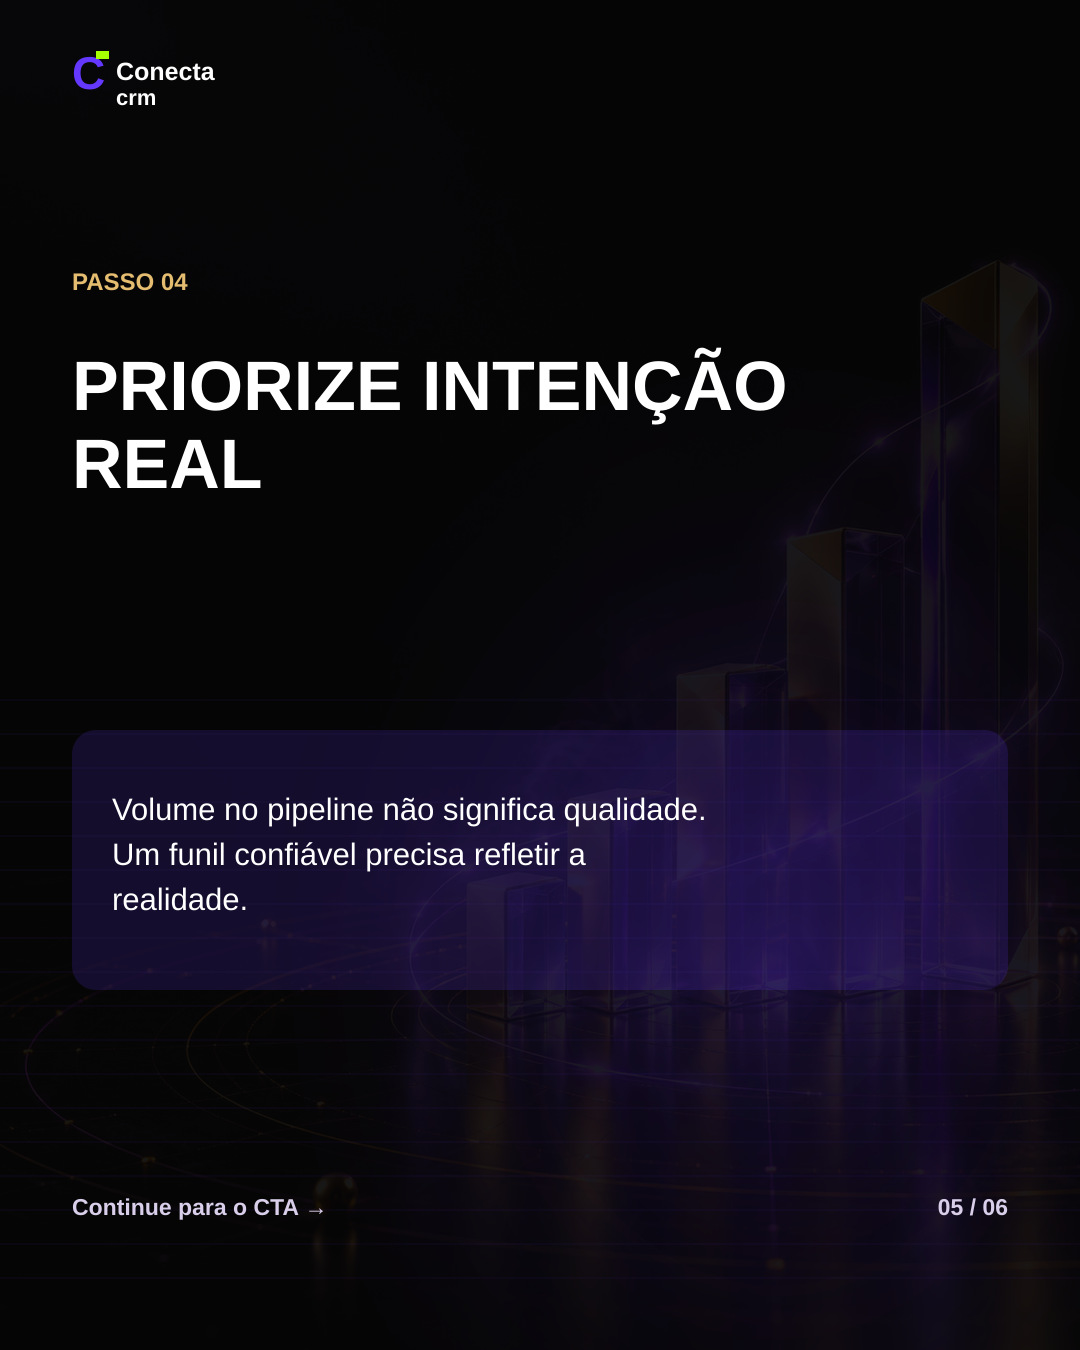 C Conecta
crm
PASSO 04
PRIORIZE INTENÇÃO
REAL
Volume no pipeline não significa qualidade.
Um funil confiável precisa refletir a
realidade.
Continue para o CTA →
05 / 06